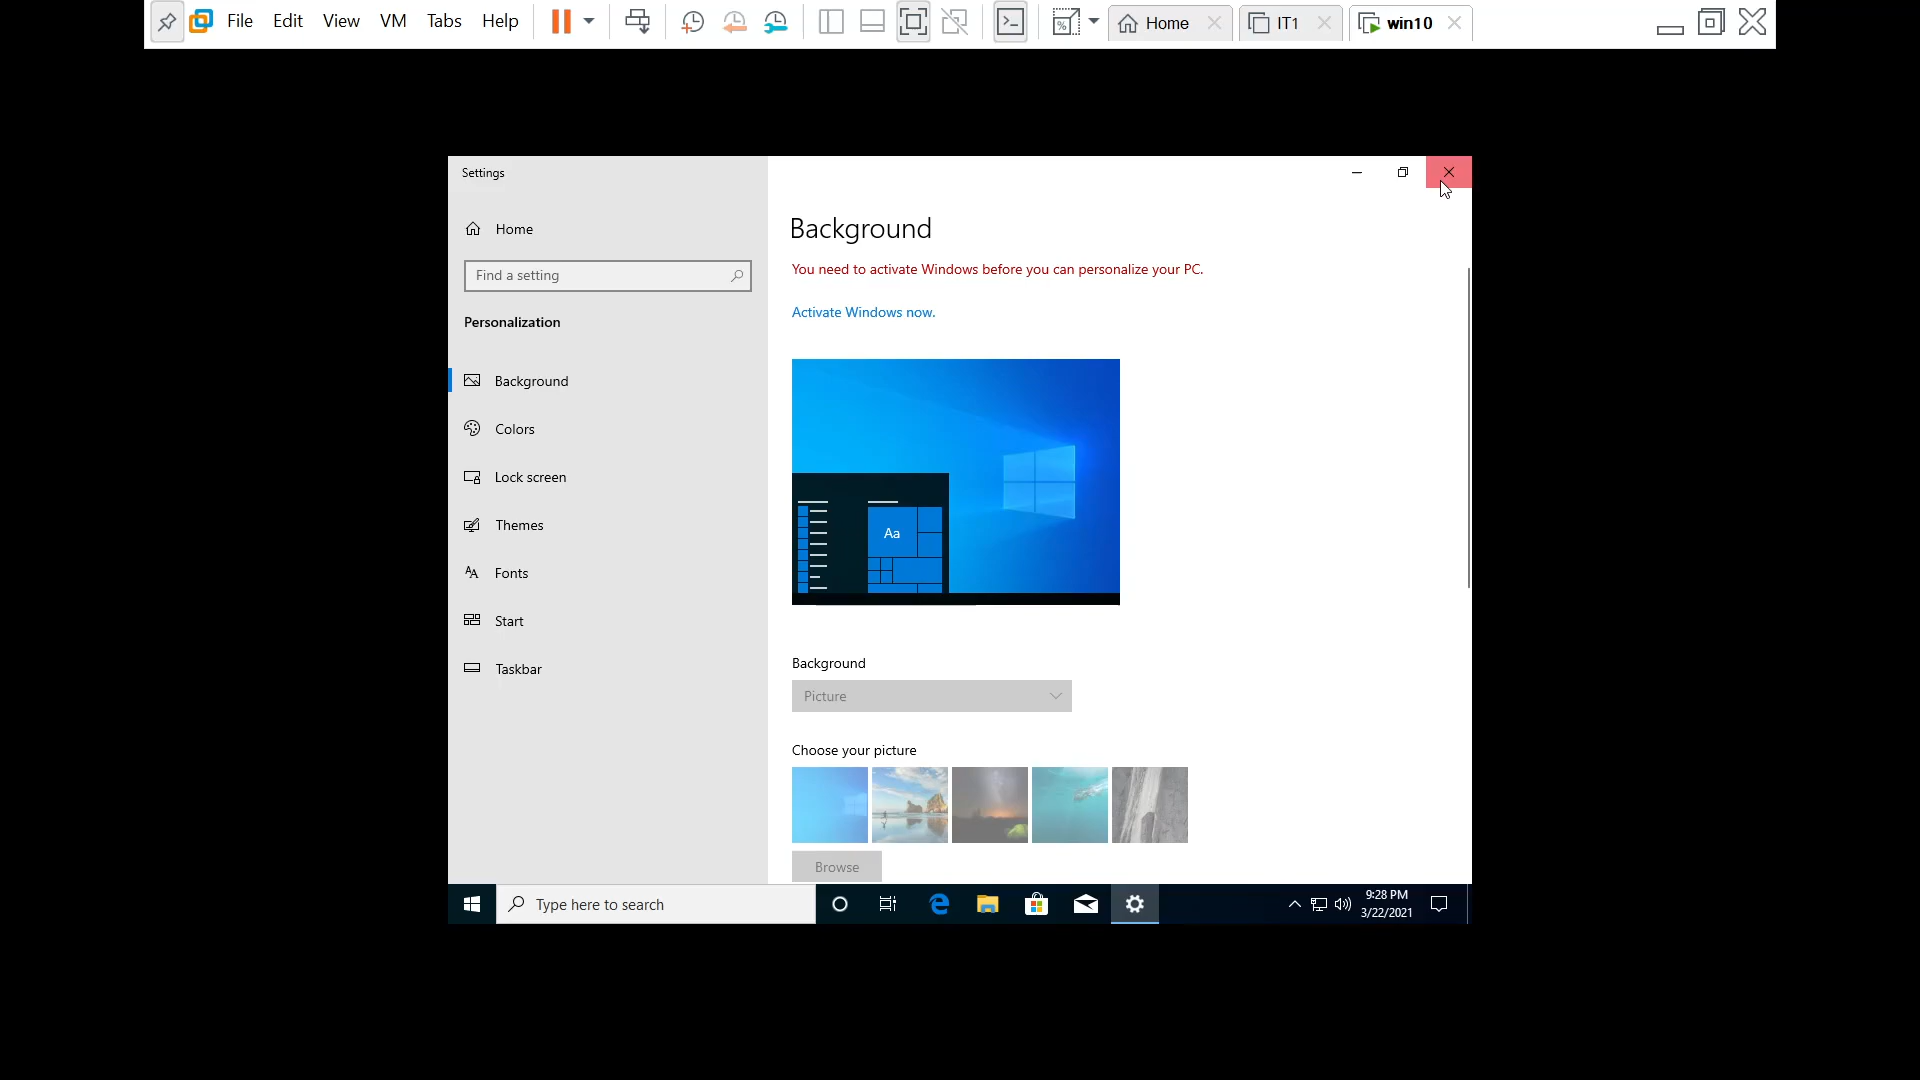 File Edit View VM Tabs Help Home IT1 win10
Settings
Home
Find a setting
Personalization
Background
Colors
Lock screen
Themes
Fonts
Start
Taskbar
Background
You need to activate Windows before you can personalize your PC.
Activate Windows now.
Aa
Background
Picture
Choose your picture
Browse
Type here to search
9:28 PM
3/22/2021